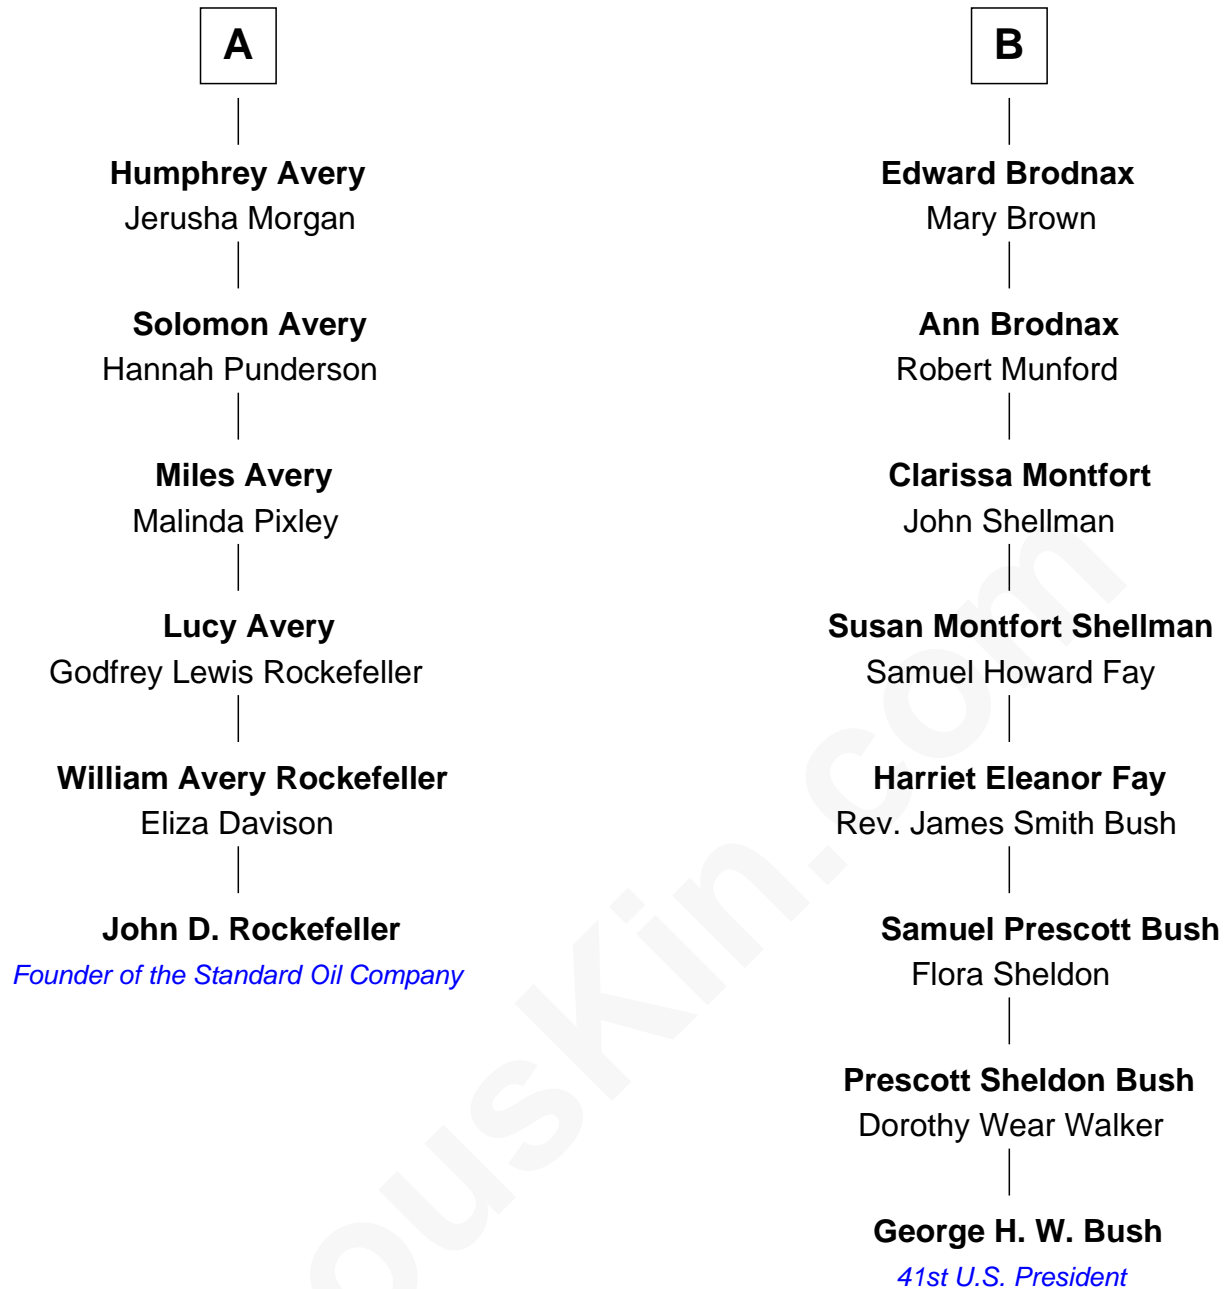 A
Humphrey Avery
Jerusha Morgan
Solomon Avery
Hannah Punderson
Miles Avery
Malinda Pixley
Lucy Avery
Godfrey Lewis Rockefeller
William Avery Rockefeller
Eliza Davison
John D. Rockefeller
Founder of the Standard Oil Company
B
Edward Brodnax
Mary Brown
Ann Brodnax
Robert Munford
Clarissa Montfort
John Shellman
Susan Montfort Shellman
Samuel Howard Fay
Harriet Eleanor Fay
Rev. James Smith Bush
Samuel Prescott Bush
Flora Sheldon
Prescott Sheldon Bush
Dorothy Wear Walker
George H. W. Bush
41st U.S. President
ousKin.com